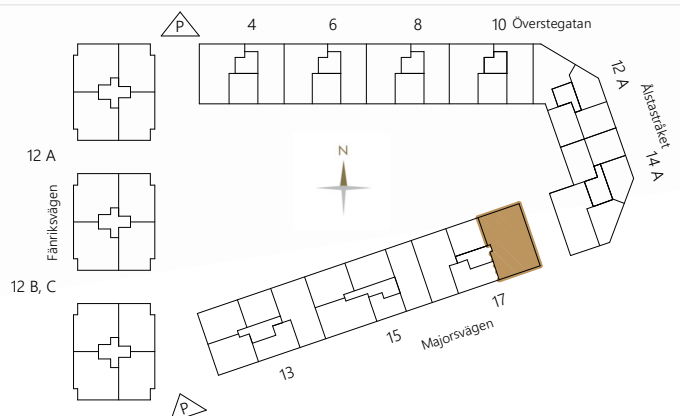 P
4
6
8
10 Överstegatan
12 A
Ålstastråket
14 A
12 A
Fänriksvägen
12 B, C
N
17
15
Majorsvägen
13
P